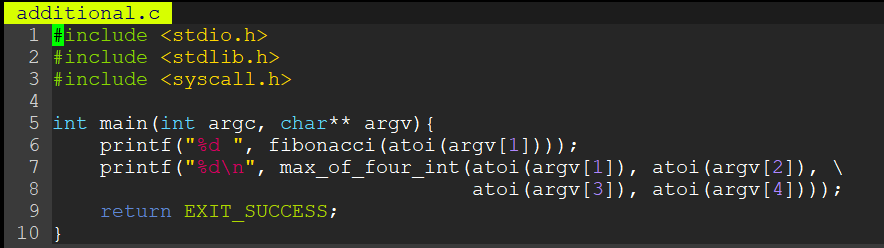 additional.c
1 #include <stdio.h>
2 #include <stdlib.h>
3 #include <syscall.h>
4
5 int main(int argc, char** argv){
6     printf("%d ", fibonacci(atoi(argv[1])));
7     printf("%d\n", max_of_four_int(atoi(argv[1]), atoi(argv[2]), \
8                                    atoi(argv[3]), atoi(argv[4])));
9     return EXIT_SUCCESS;
10 }